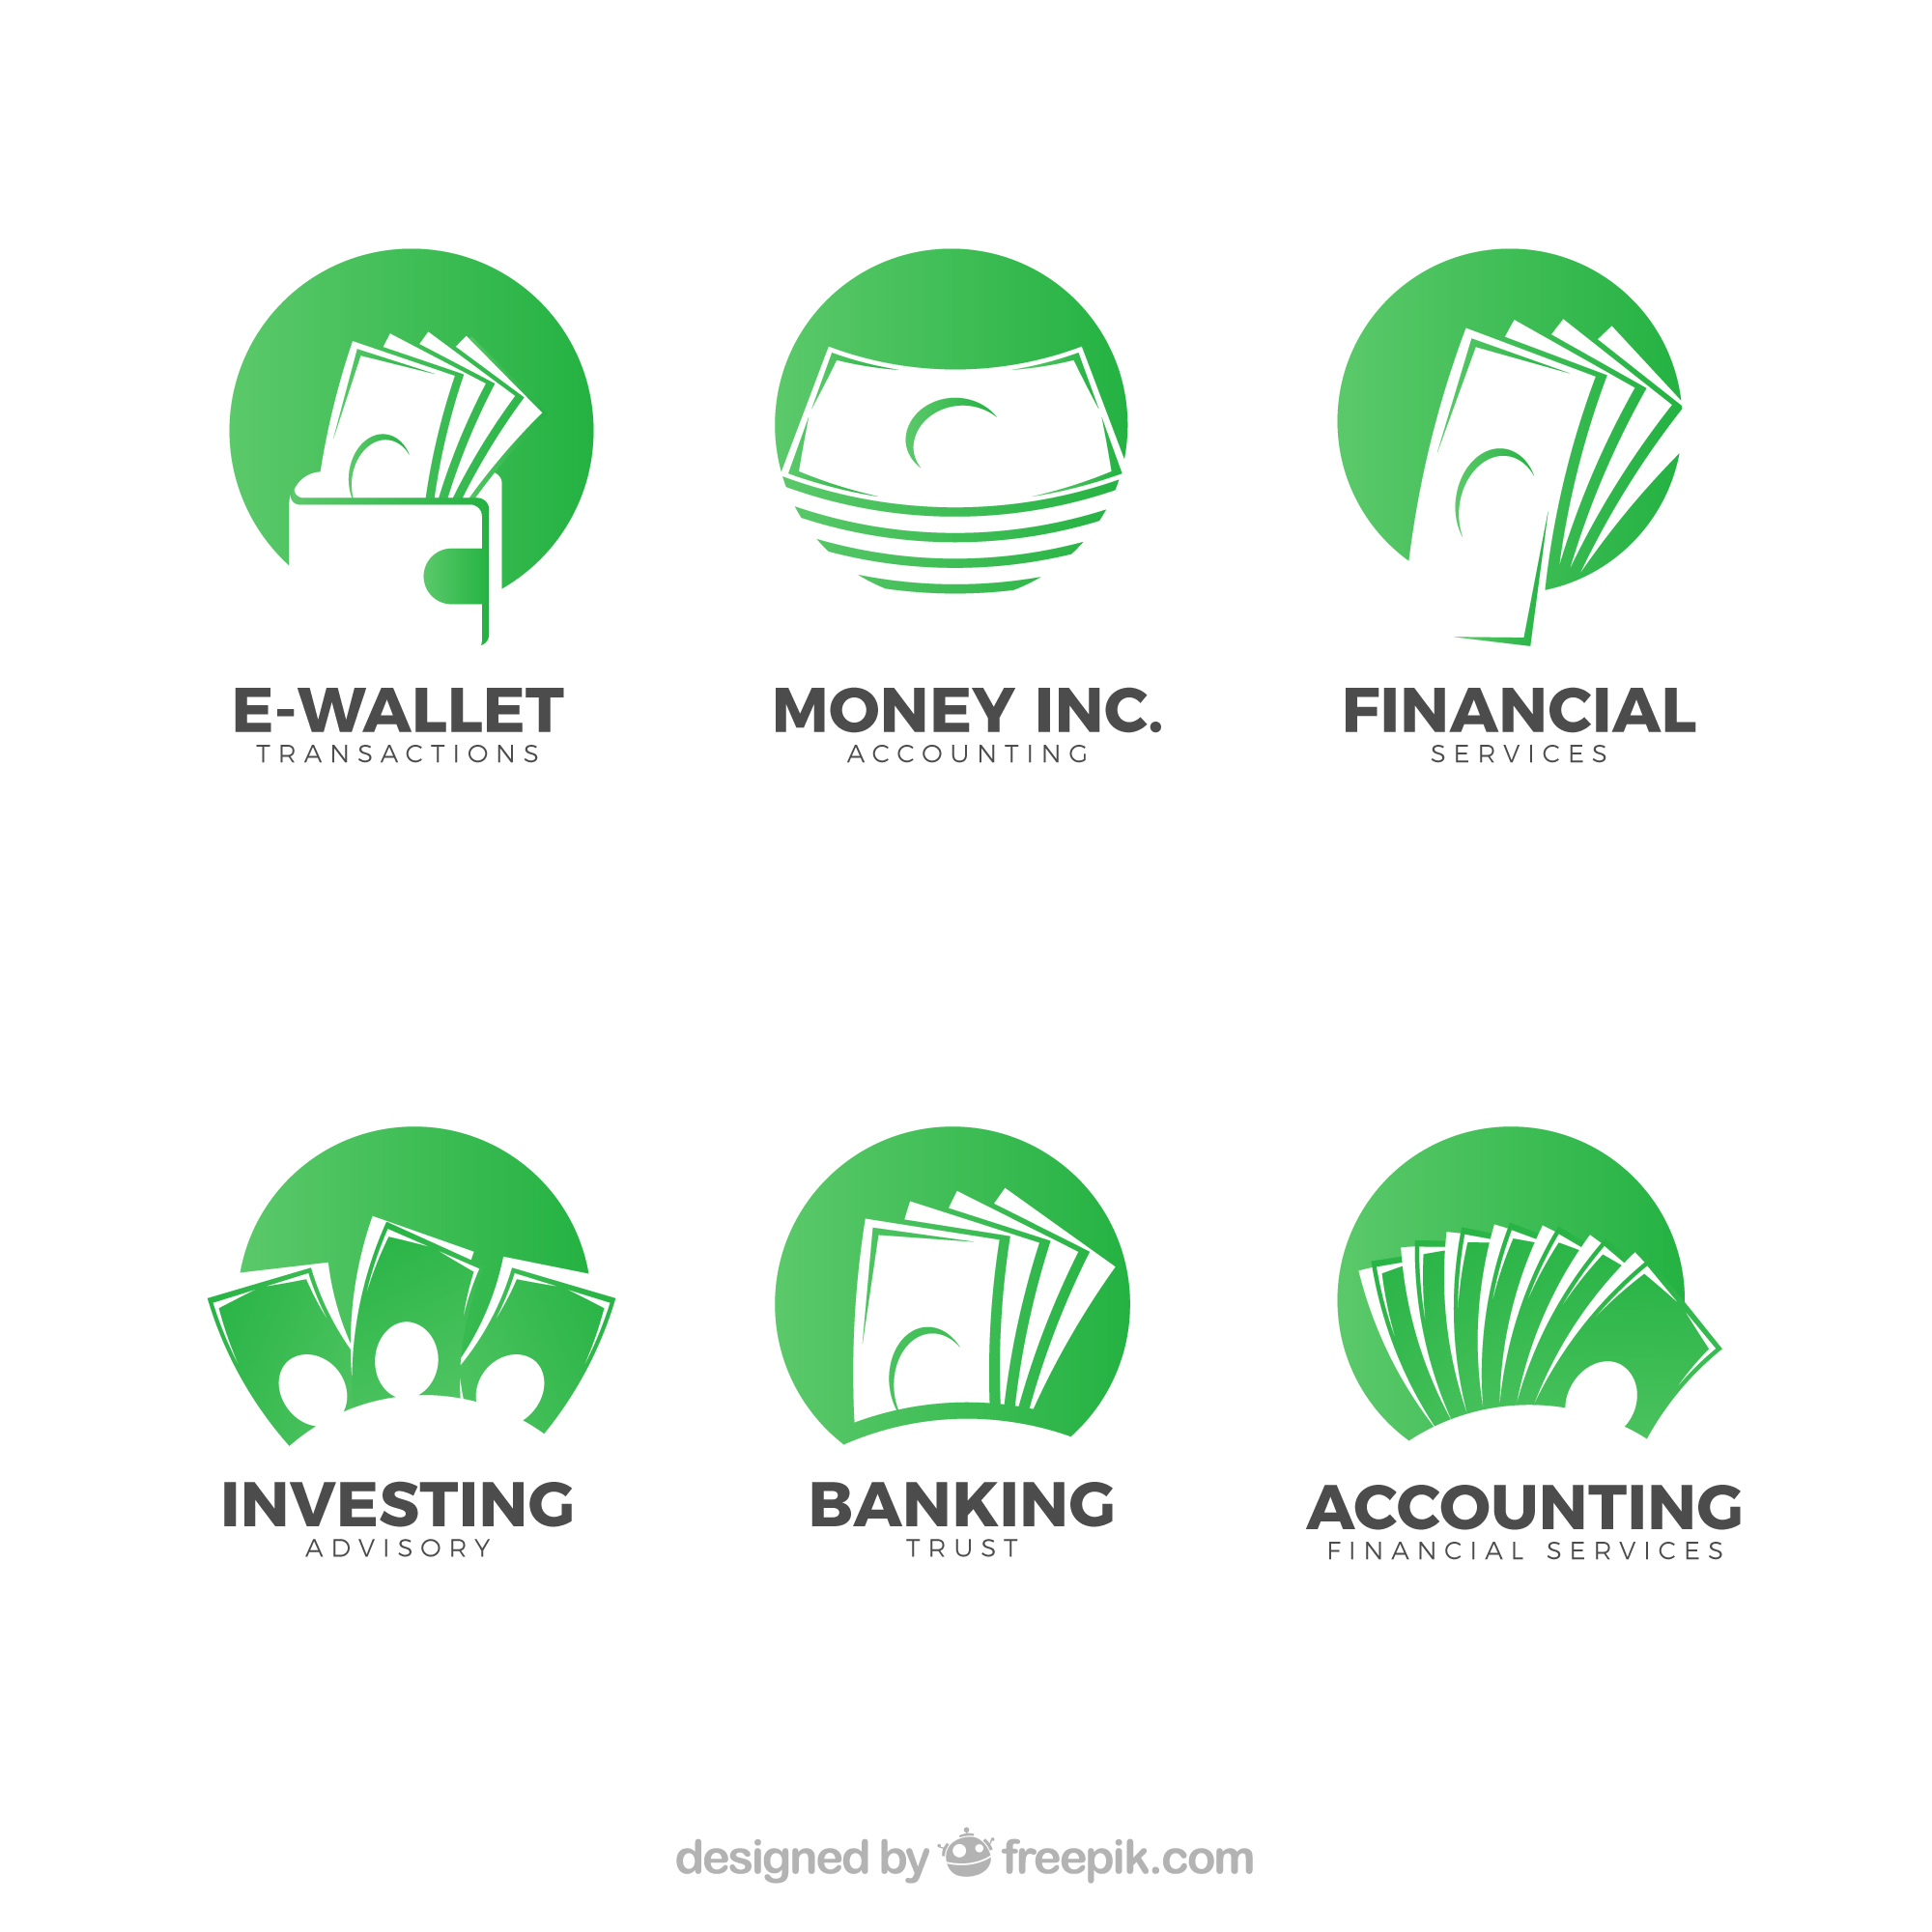 E-WALLET
TRANSACTIONS
MONEY INC.
ACCOUNTING
FINANCIAL
SERVICES
INVESTING
ADVISORY
BANKING
TRUST
ACCOUNTING
FINANCIAL SERVICES
designed by freepik.com